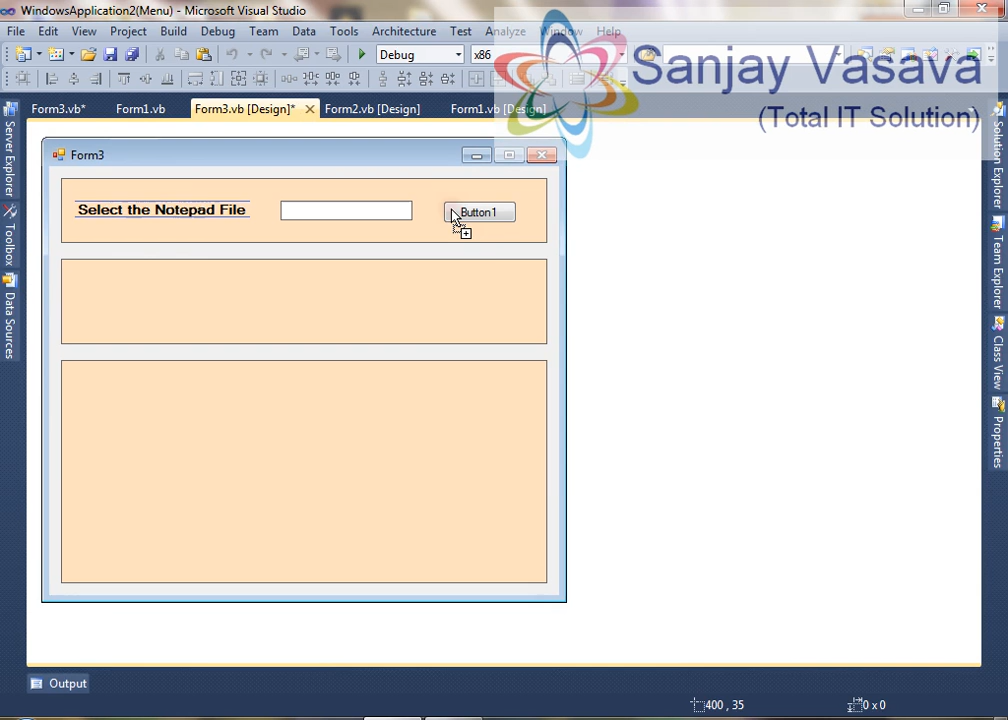 WindowsApplication2(Menu) - Microsoft Visual Studio
File Edit View Project Build Debug Team Data Tools Architecture Test Analyze Window Help
Debug x86
Sanjay Vasava
(Total IT Solution)
Form3.vb* Form1.vb Form3.vb [Design]* Form2.vb [Design] Form1.vb [Design]
Server Explorer
Toolbox
Data Sources
Form3
Select the Notepad File
Button1
Solution Explorer
Team Explorer
Class View
Properties
Output
400 , 35 0 x 0